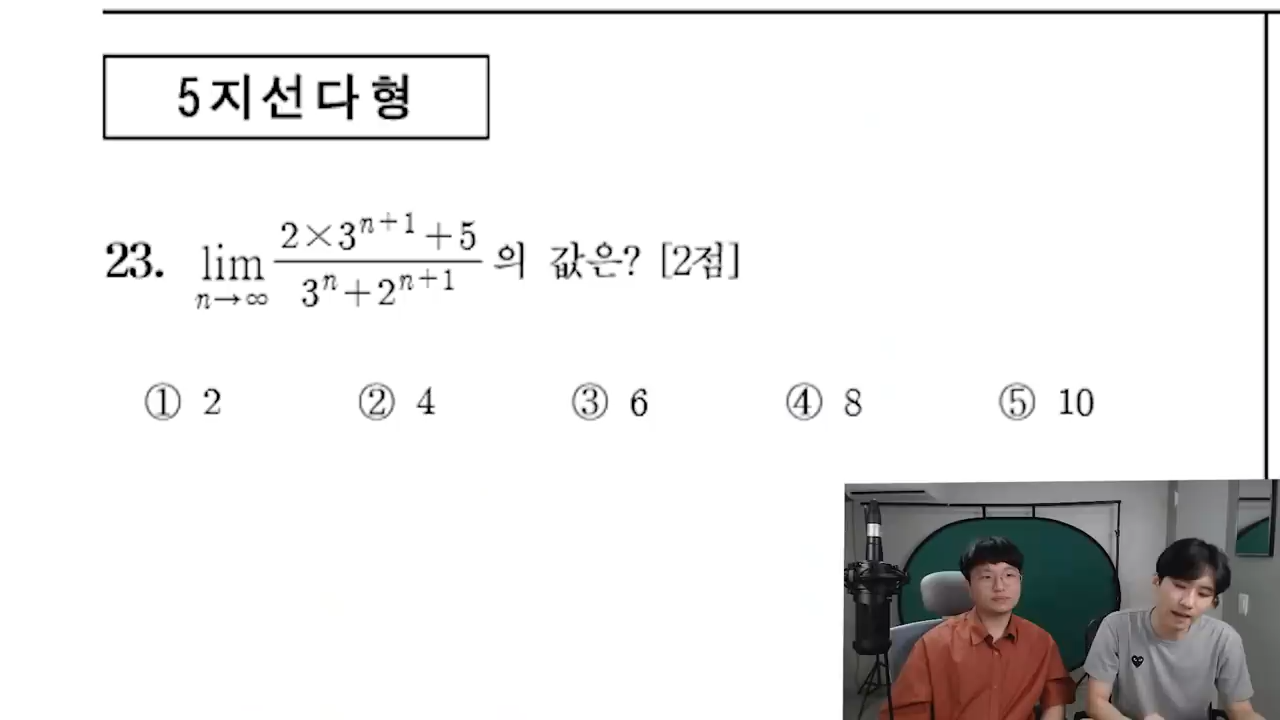 5지선다형
23. lim n→∞ (2×3^{n+1}+5)/(3^n+2^{n+1}) 의 값은? [2점]
① 2 ② 4 ③ 6 ④ 8 ⑤ 10